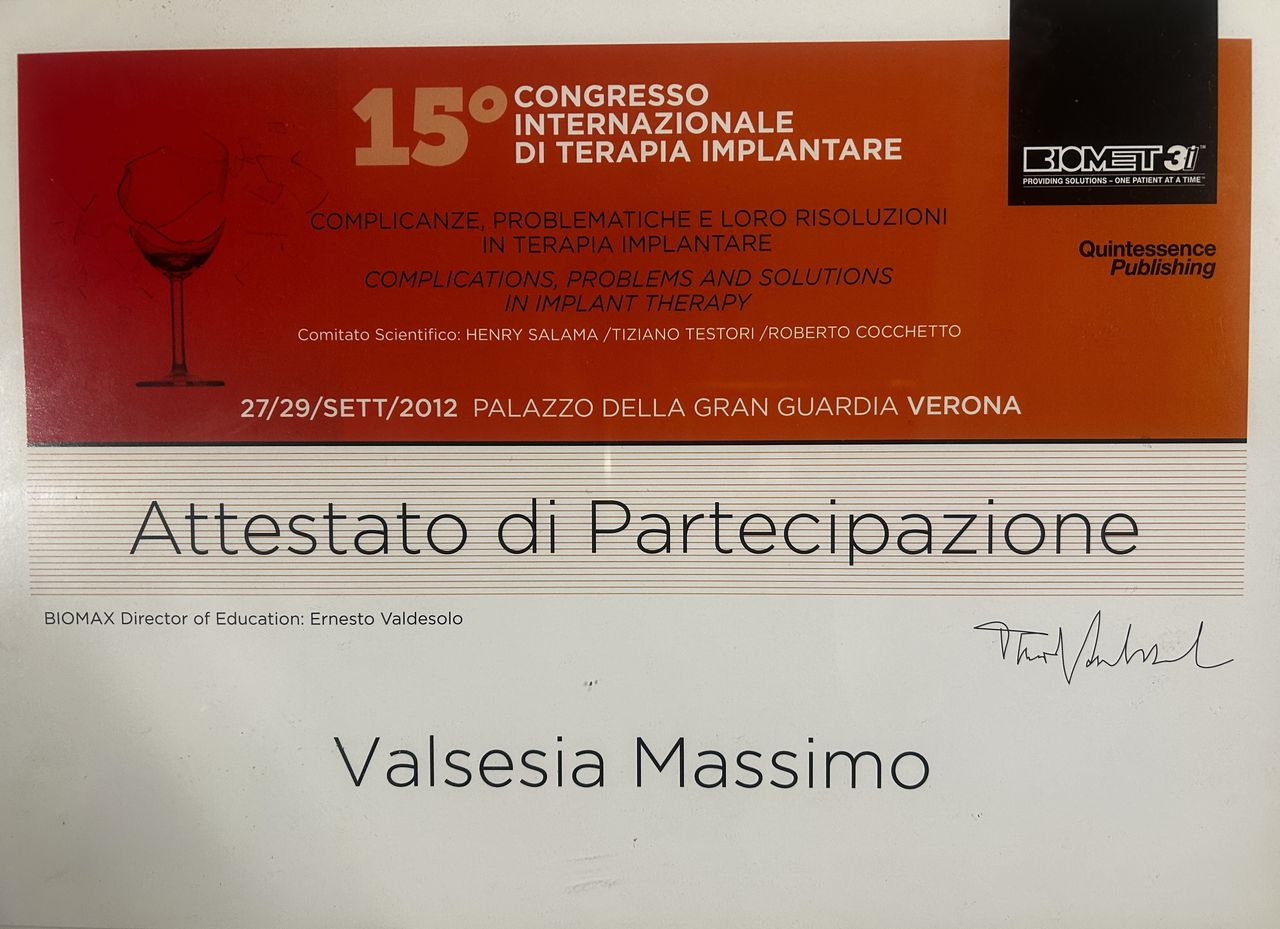 15° CONGRESSO
INTERNAZIONALE
DI TERAPIA IMPLANTARE
BIOMET 3i™
PROVIDING SOLUTIONS – ONE PATIENT AT A TIME™
COMPLICANZE, PROBLEMATICHE E LORO RISOLUZIONI
IN TERAPIA IMPLANTARE
COMPLICATIONS, PROBLEMS AND SOLUTIONS
IN IMPLANT THERAPY
Quintessence
Publishing
Comitato Scientifico: HENRY SALAMA /TIZIANO TESTORI /ROBERTO COCCHETTO
27/29/SETT/2012 PALAZZO DELLA GRAN GUARDIA VERONA
Attestato di Partecipazione
BIOMAX Director of Education: Ernesto Valdesolo
Valsesia Massimo